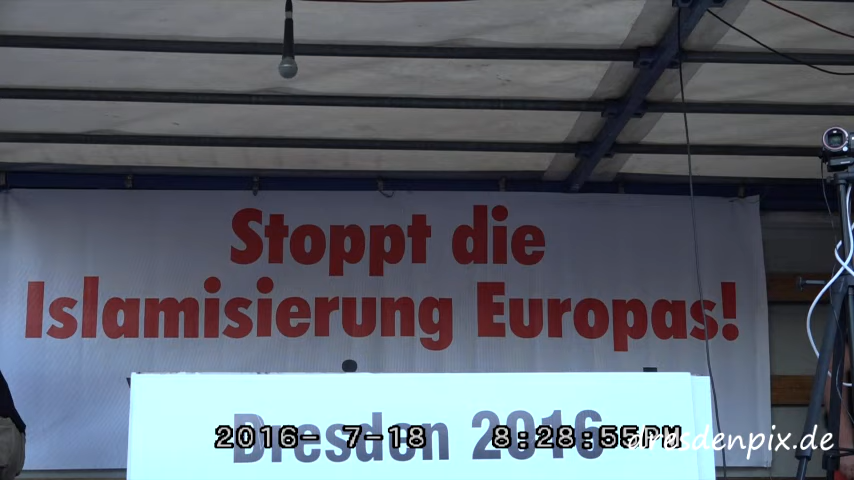 Stoppt die
Islamisierung Europas!
Dresden 2016
2016- 7-18 8:28:55PM
dresdenpix.de